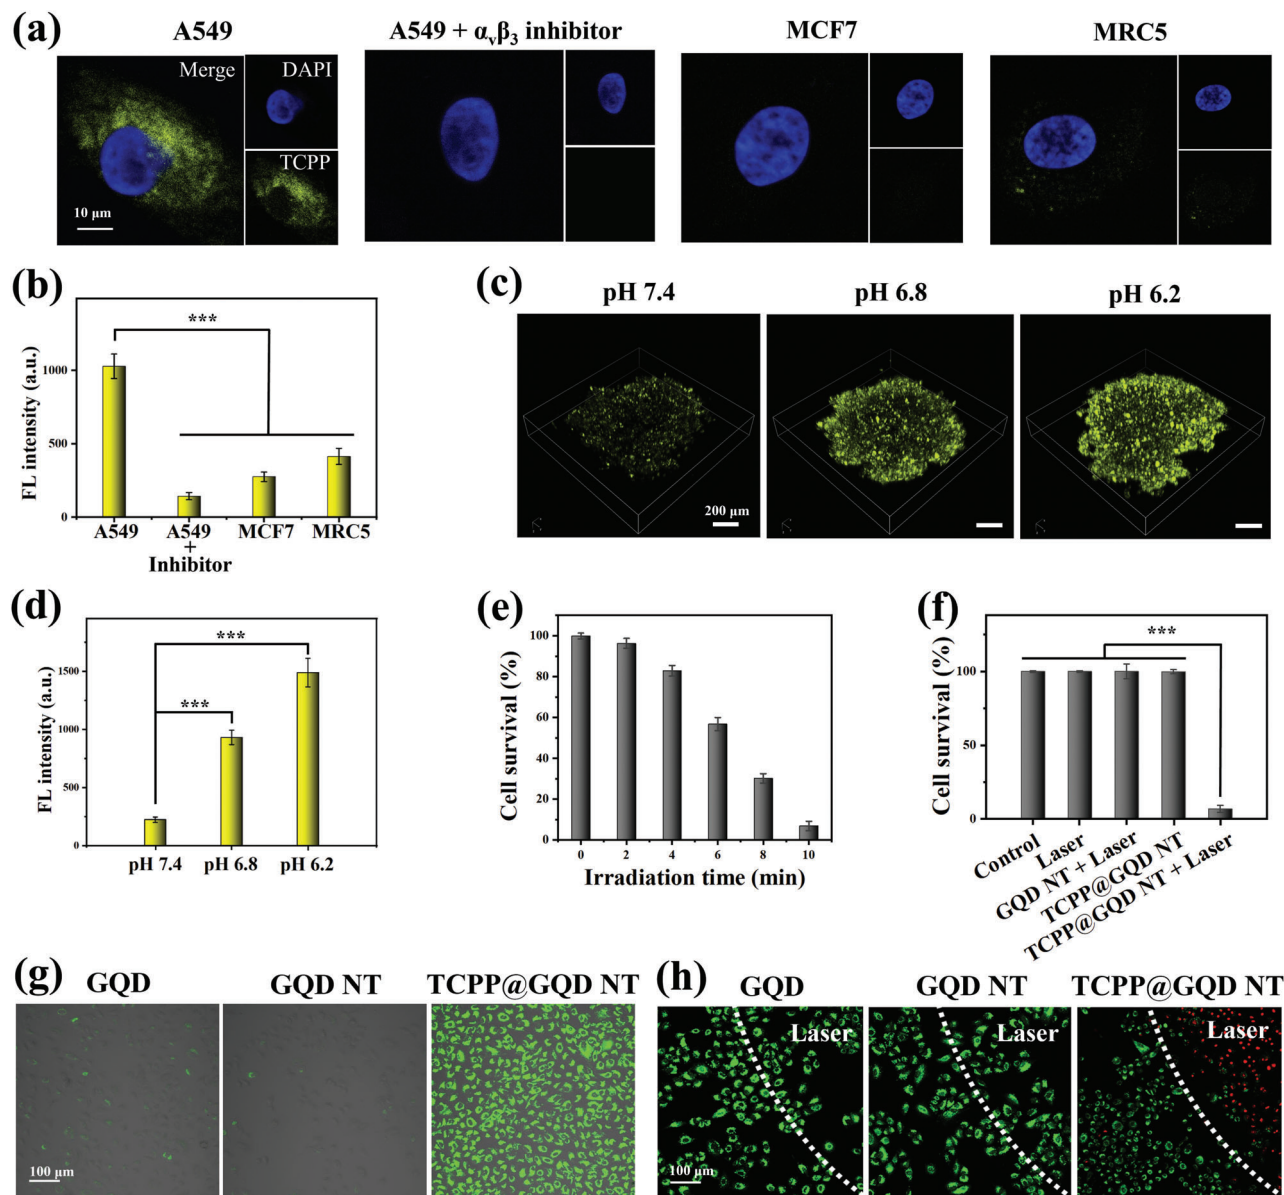 (a)
A549
A549 + αvβ3 inhibitor
MCF7
MRC5
Merge
DAPI
TCPP
10 μm
(b)
FL intensity (a.u.)
1000
500
0
***
A549
A549
+
Inhibitor
MCF7
MRC5
(c)
pH 7.4
pH 6.8
pH 6.2
200 μm
(d)
FL intensity (a.u.)
1500
1000
500
0
***
***
pH 7.4
pH 6.8
pH 6.2
(e)
Cell survival (%)
100
80
60
40
20
0
0
2
4
6
8
10
Irradiation time (min)
(f)
Cell survival (%)
100
50
0
***
Control
Laser
GQD NT + Laser
TCPP@GQD NT
TCPP@GQD NT + Laser
(g)
GQD
GQD NT
TCPP@GQD NT
100 μm
(h)
GQD
GQD NT
TCPP@GQD NT
Laser
Laser
Laser
100 μm